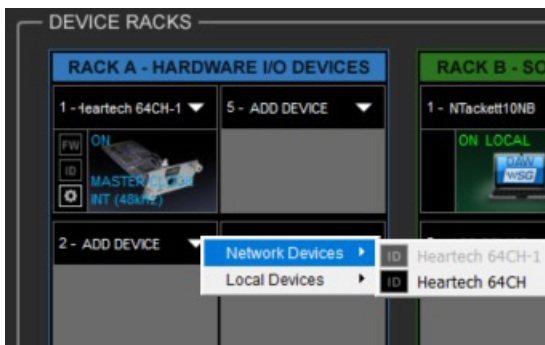 DEVICE RACKS
RACK A - HARDWARE I/O DEVICES
RACK B - SO
1 - Heartech 64CH-1
5 - ADD DEVICE
1 - NTackett10NB
FW
ON
ID
MASTER CLOCK
INT (48kHz)
ON LOCAL
DAW
WSG
2 - ADD DEVICE
Network Devices
Local Devices
ID Heartech 64CH-1
ID Heartech 64CH